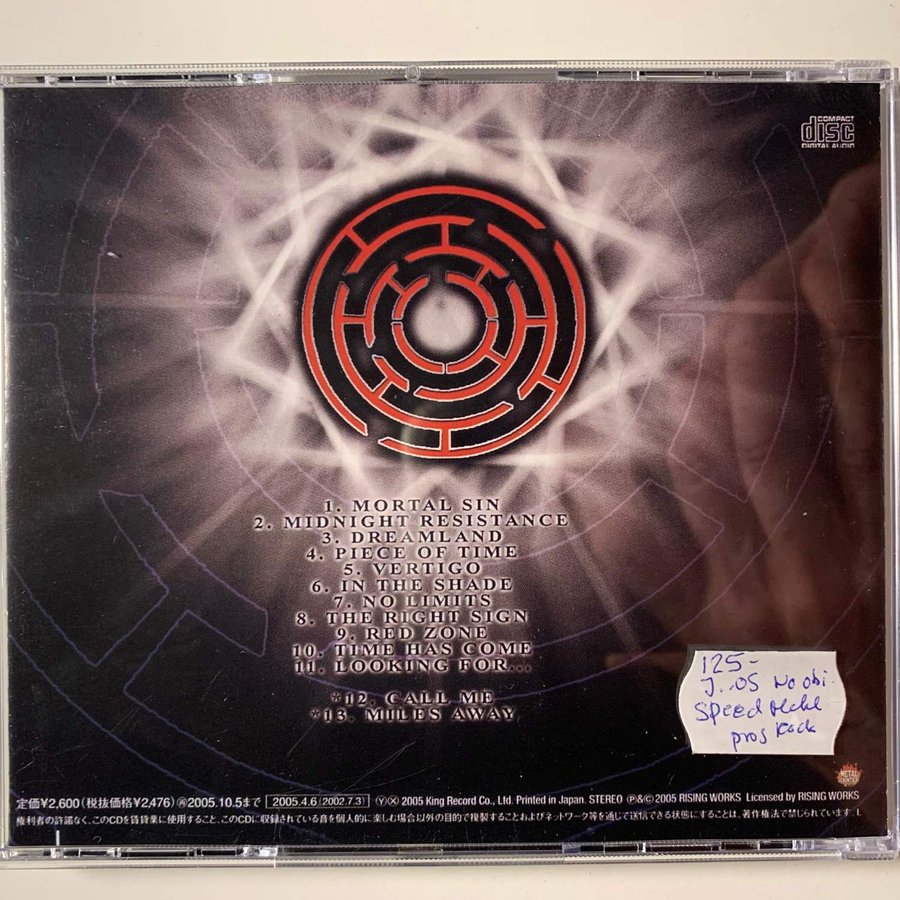 COMPACT
disc
DIGITAL AUDIO
1. MORTAL SIN
2. MIDNIGHT RESISTANCE
3. DREAMLAND
4. PIECE OF TIME
5. VERTIGO
6. IN THE SHADE
7. NO LIMITS
8. THE RIGHT SIGN
9. RED ZONE
10. TIME HAS COME
11. LOOKING FOR...
*12. CALL ME
*13. MILES AWAY
125-
J..05 No obi.
Speed
prog Rock
METAL
定価¥2,600(税抜価格¥2,476) 2005.10.5まで 2005.4.6(2002.7.3) ⓎⓍ 2005 King Record Co., Ltd. Printed in Japan. STEREO ℗&© 2005 RISING WORKS Licensed by RISING WORKS
権利者の許諾なく、このCDを賃貸業に使用すること、このCDに収録されている音を個人的に楽しむ場合以外の目的で複製することおよびネットワーク等を通じて送信できる状態にすることは、著作権法で禁じられています。L